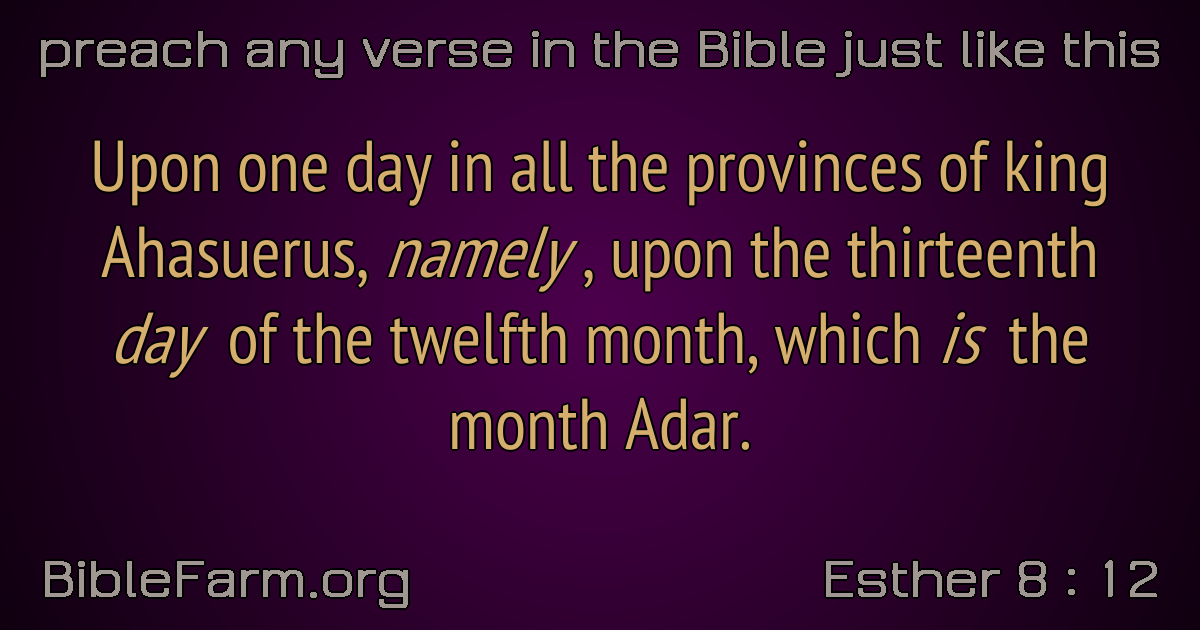 preach any verse in the Bible just like this
Upon one day in all the provinces of king
Ahasuerus, namely , upon the thirteenth
day of the twelfth month, which is the
month Adar.
BibleFarm.org
Esther 8 : 12